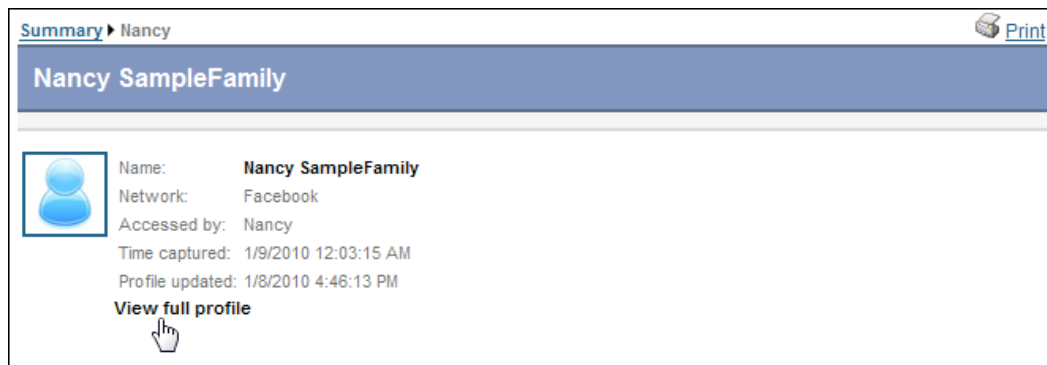 Summary ▸ Nancy
Print
Nancy SampleFamily
Name: Nancy SampleFamily
Network: Facebook
Accessed by: Nancy
Time captured: 1/9/2010 12:03:15 AM
Profile updated: 1/8/2010 4:46:13 PM
View full profile